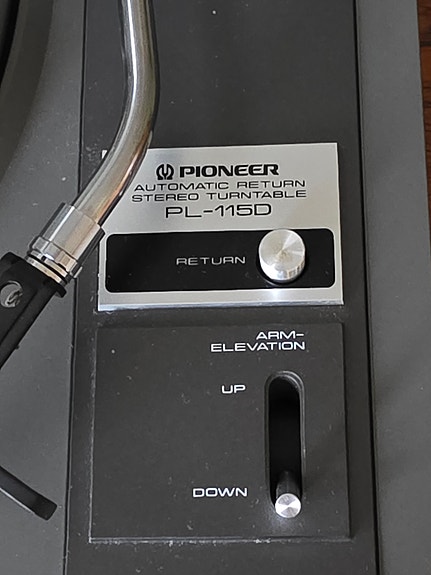 PIONEER
AUTOMATIC RETURN
STEREO TURNTABLE
PL-115D
RETURN
ARM-
ELEVATION
UP
DOWN